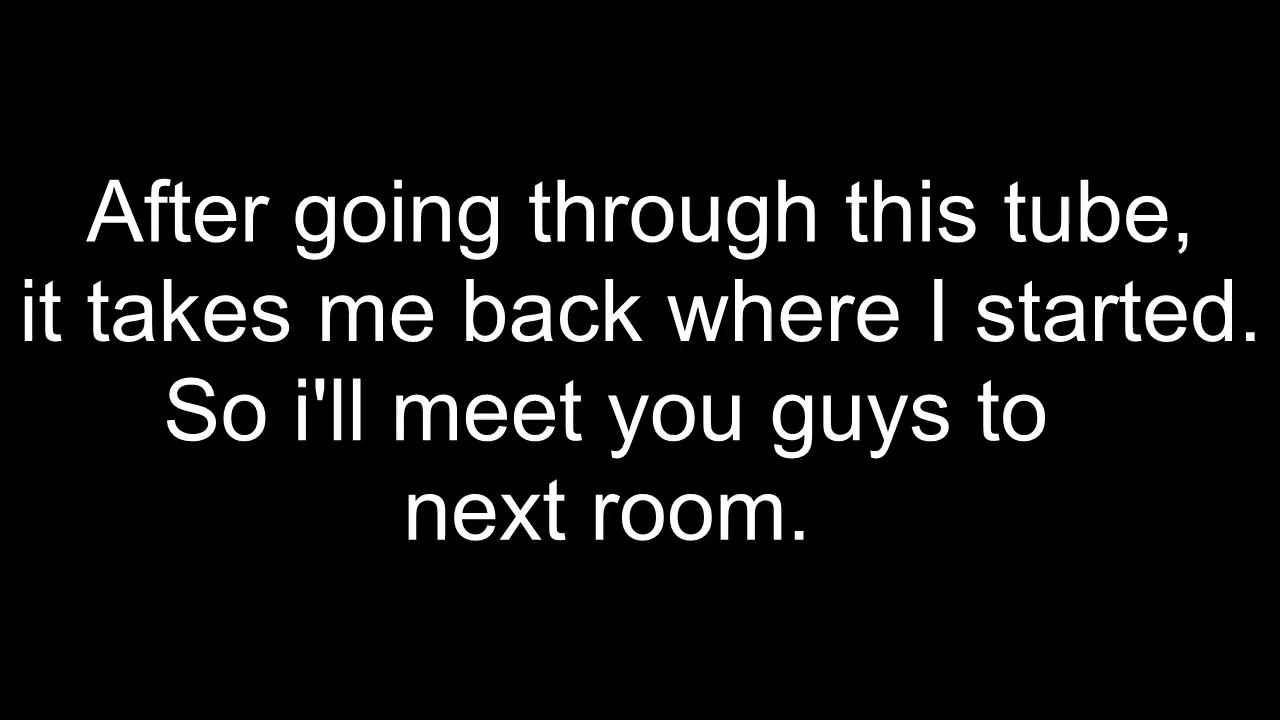 After going through this tube,
it takes me back where I started.
So i'll meet you guys to
next room.